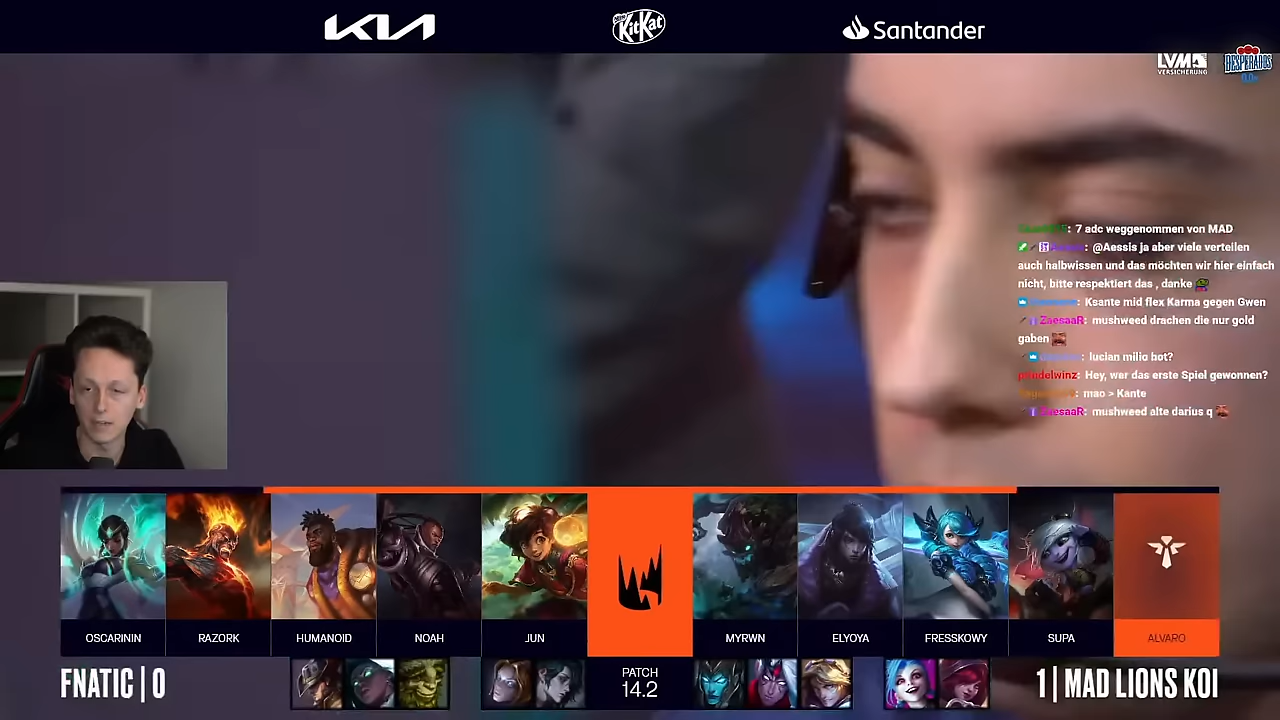 KIA
KitKat
Santander
LVM
VERSICHERUNG
DESPERADOS
: 7 adc weggenommen von MAD
: @Aessis ja aber viele verteilen
auch halbwissen und das möchten wir hier einfach
nicht, bitte respektiert das , danke
: Ksante mid flex Karma gegen Gwen
ZaesaaR: mushweed drachen die nur gold
gaben
: lucian milio bot?
: Hey, war das erste Spiel gewonnen?
: mao > Kante
ZaesaaR: mushweed alte darius q
OSCARININ
RAZORK
HUMANOID
NOAH
JUN
MYRWN
ELYOYA
FRESSKOWY
SUPA
ALVARO
FNATIC | 0
PATCH
14.2
1 | MAD LIONS KOI